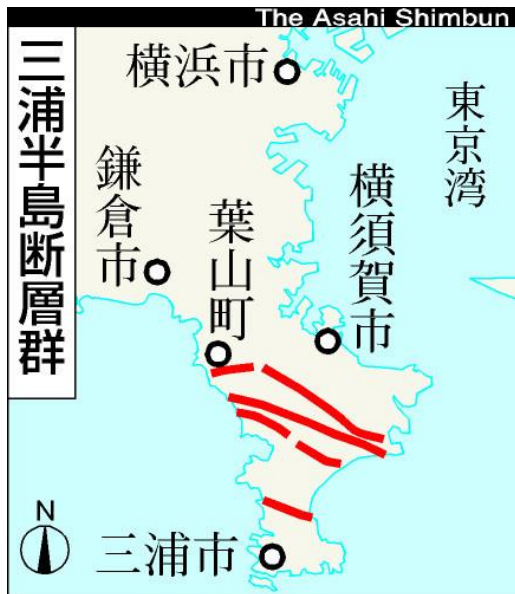 The Asahi Shimbun
三浦半島断層群
横浜市
東京湾
鎌倉市
葉山町
横須賀市
N
三浦市